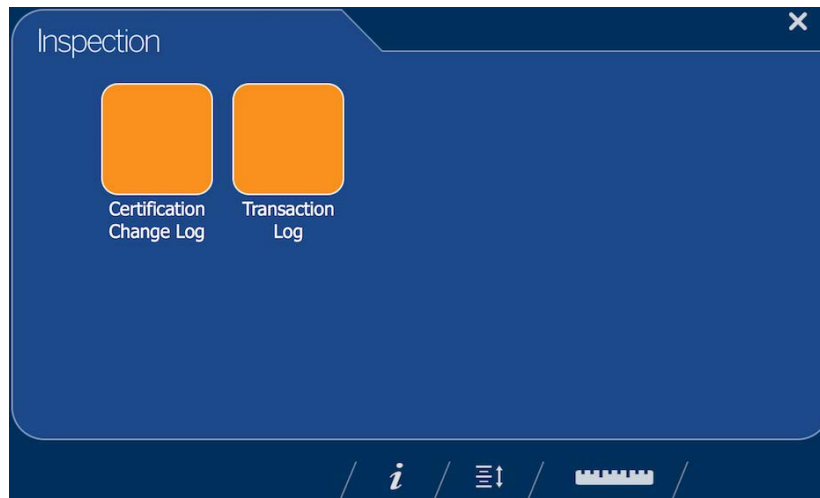 Inspection
Certification
Change Log
Transaction
Log
i